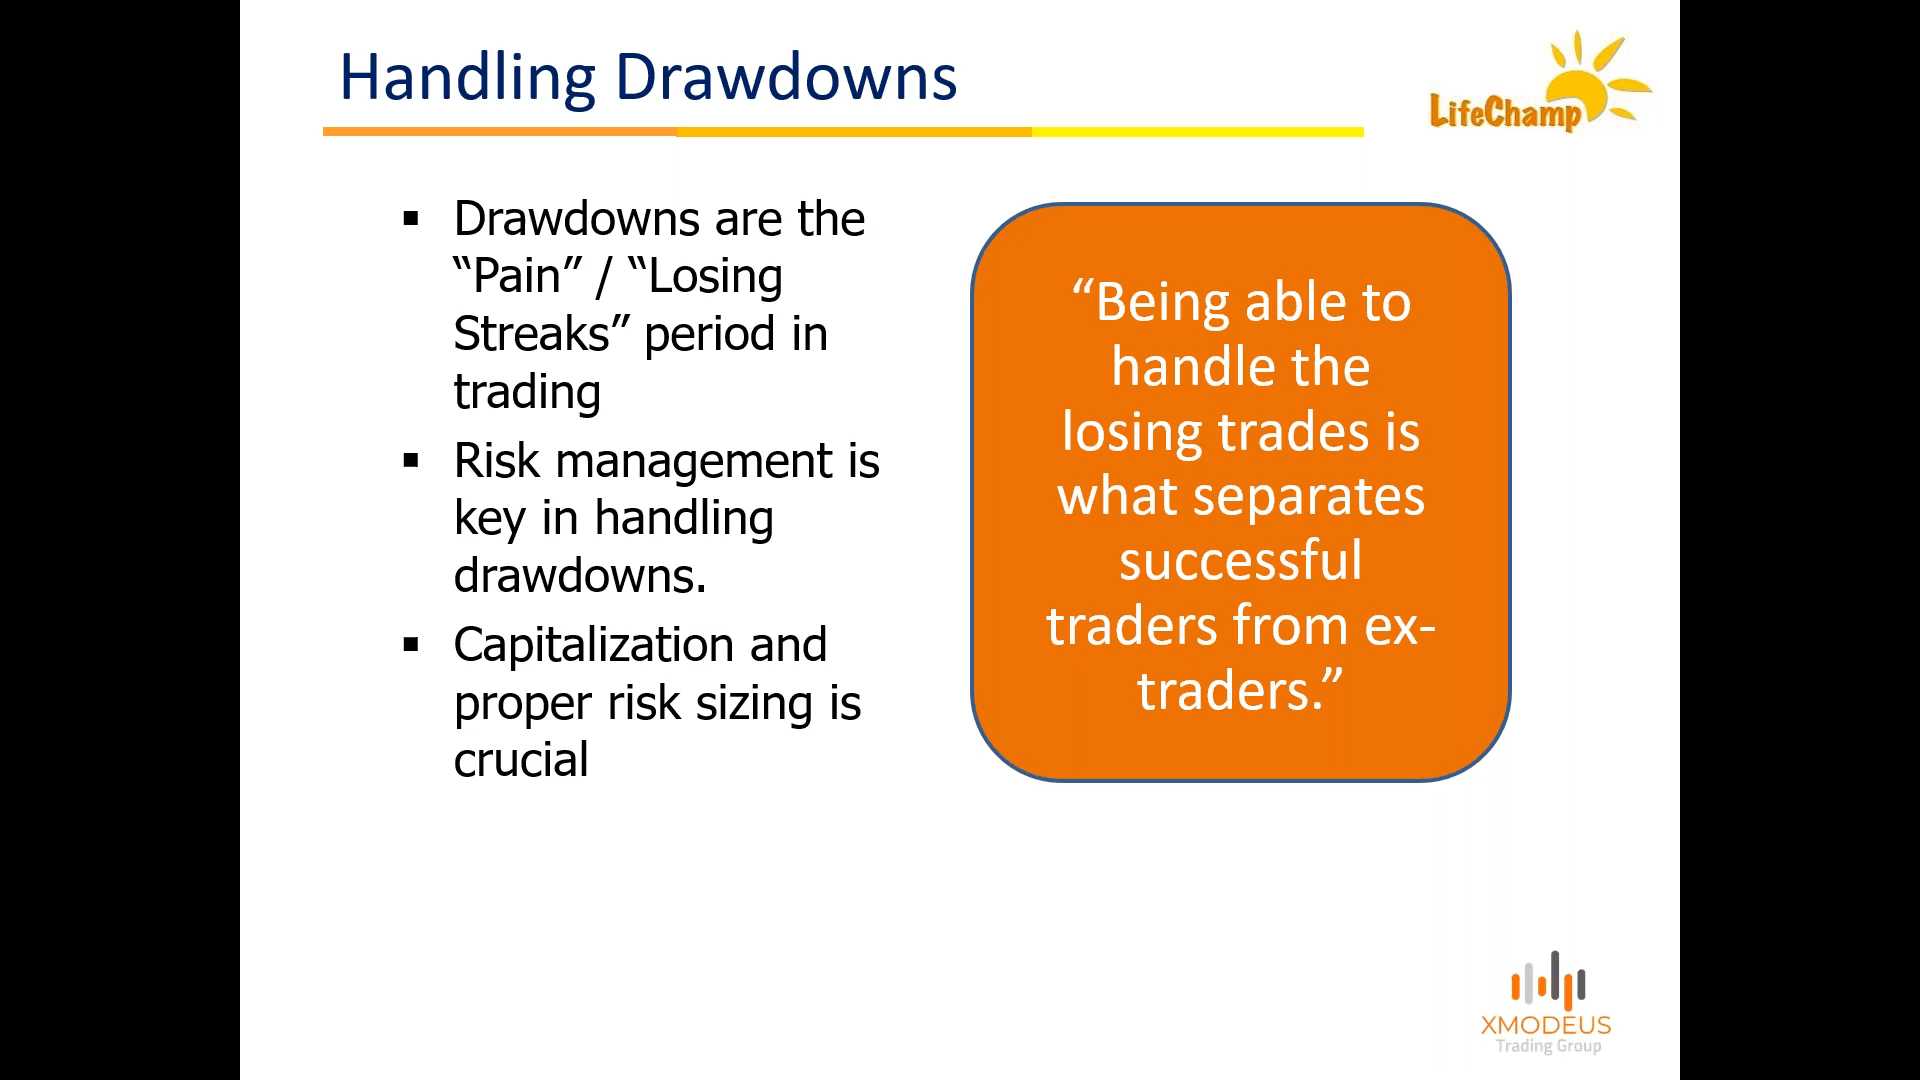 Handling Drawdowns
LifeChamp
▪ Drawdowns are the
“Pain” / “Losing
Streaks” period in
trading
▪ Risk management is
key in handling
drawdowns.
▪ Capitalization and
proper risk sizing is
crucial
“Being able to
handle the
losing trades is
what separates
successful
traders from ex-
traders.”
XMODEUS
Trading Group